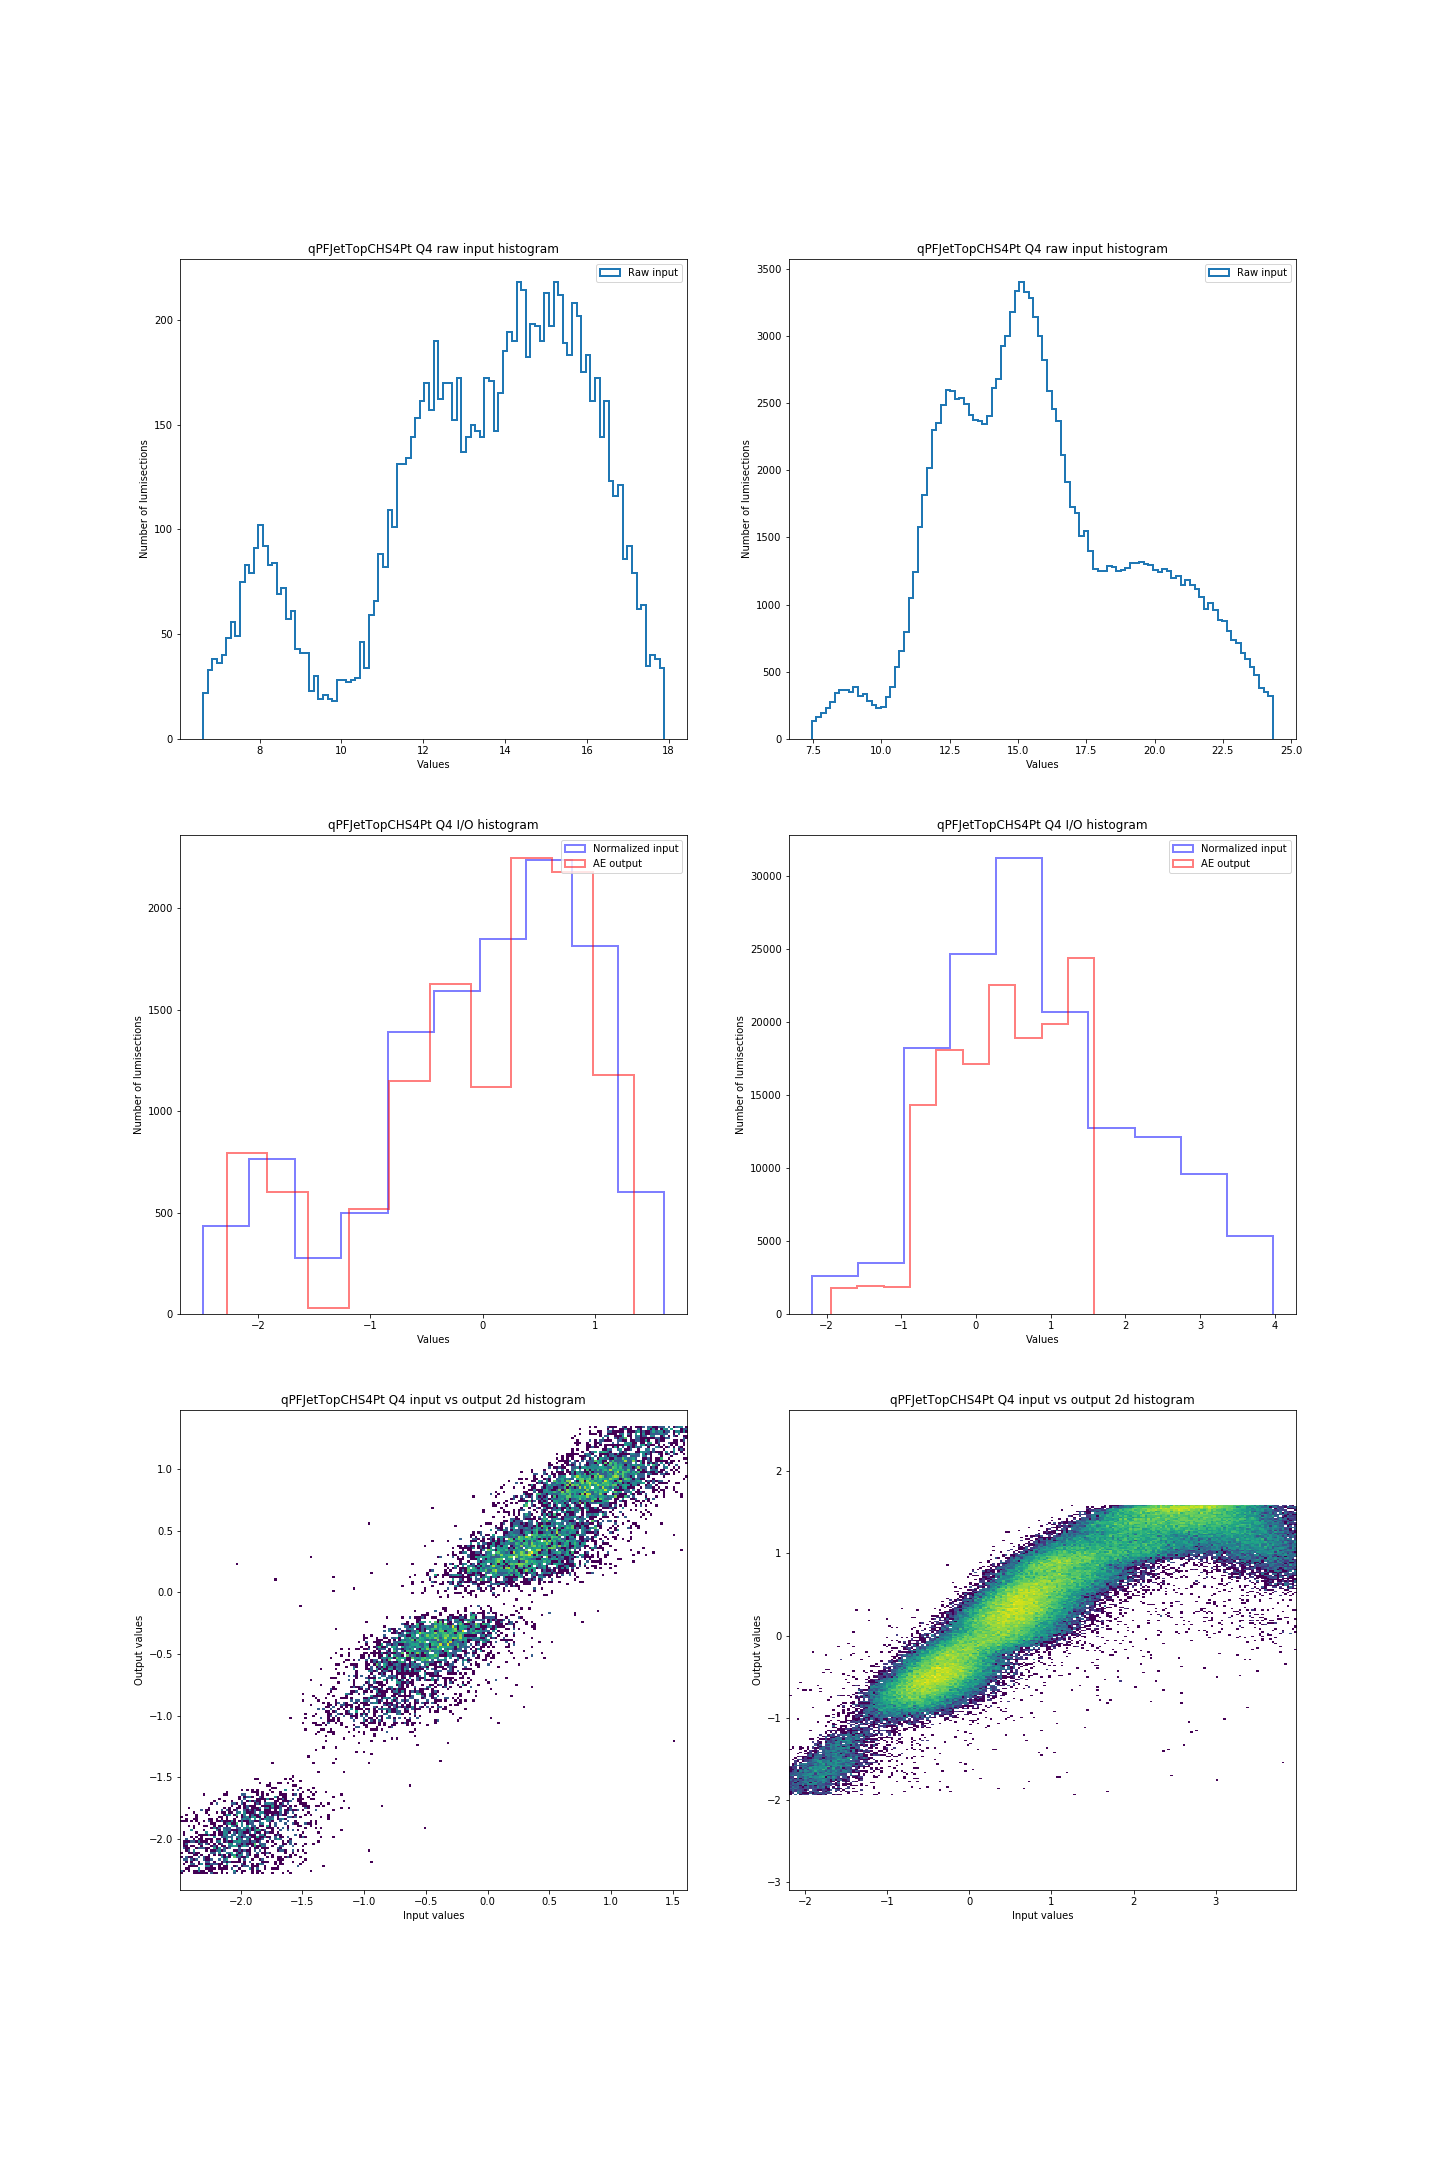 qPFJetTopCHS4Pt Q4 raw input histogram
Raw input
Number of lumisections
200
150
100
50
0
8 10 12 14 16 18
Values
qPFJetTopCHS4Pt Q4 raw input histogram
Raw input
Number of lumisections
3500
3000
2500
2000
1500
1000
500
0
7.5 10.0 12.5 15.0 17.5 20.0 22.5 25.0
Values
qPFJetTopCHS4Pt Q4 I/O histogram
Normalized input
AE output
Number of lumisections
2000
1500
1000
500
0
−2 −1 0 1
Values
qPFJetTopCHS4Pt Q4 I/O histogram
Normalized input
AE output
Number of lumisections
30000
25000
20000
15000
10000
5000
0
−2 −1 0 1 2 3 4
Values
qPFJetTopCHS4Pt Q4 input vs output 2d histogram
Output values
1.0
0.5
0.0
−0.5
−1.0
−1.5
−2.0
−2.0 −1.5 −1.0 −0.5 0.0 0.5 1.0 1.5
Input values
qPFJetTopCHS4Pt Q4 input vs output 2d histogram
Output values
2
1
0
−1
−2
−3
−2 −1 0 1 2 3
Input values